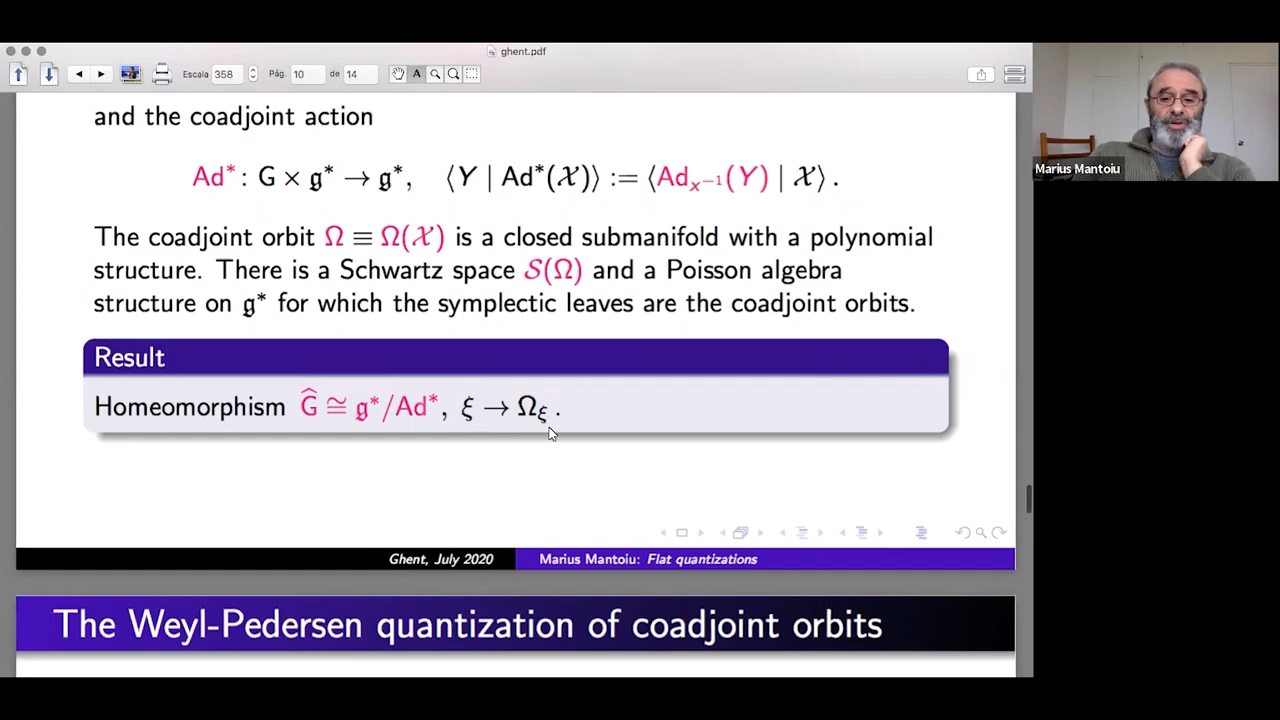 ghent.pdf
Escala 358 Pág. 10 de 14
and the coadjoint action
Ad*: G × 𝔤* → 𝔤*, ⟨Y | Ad*(𝒳)⟩ := ⟨Adₓ₋₁(Y) | 𝒳⟩ .
The coadjoint orbit Ω ≡ Ω(𝒳) is a closed submanifold with a polynomial
structure. There is a Schwartz space 𝒮(Ω) and a Poisson algebra
structure on 𝔤* for which the symplectic leaves are the coadjoint orbits.
Result
Homeomorphism Ĝ ≅ 𝔤*/Ad*, ξ → Ω_ξ .
Ghent, July 2020 Marius Mantoiu: Flat quantizations
The Weyl-Pedersen quantization of coadjoint orbits
Marius Mantoiu